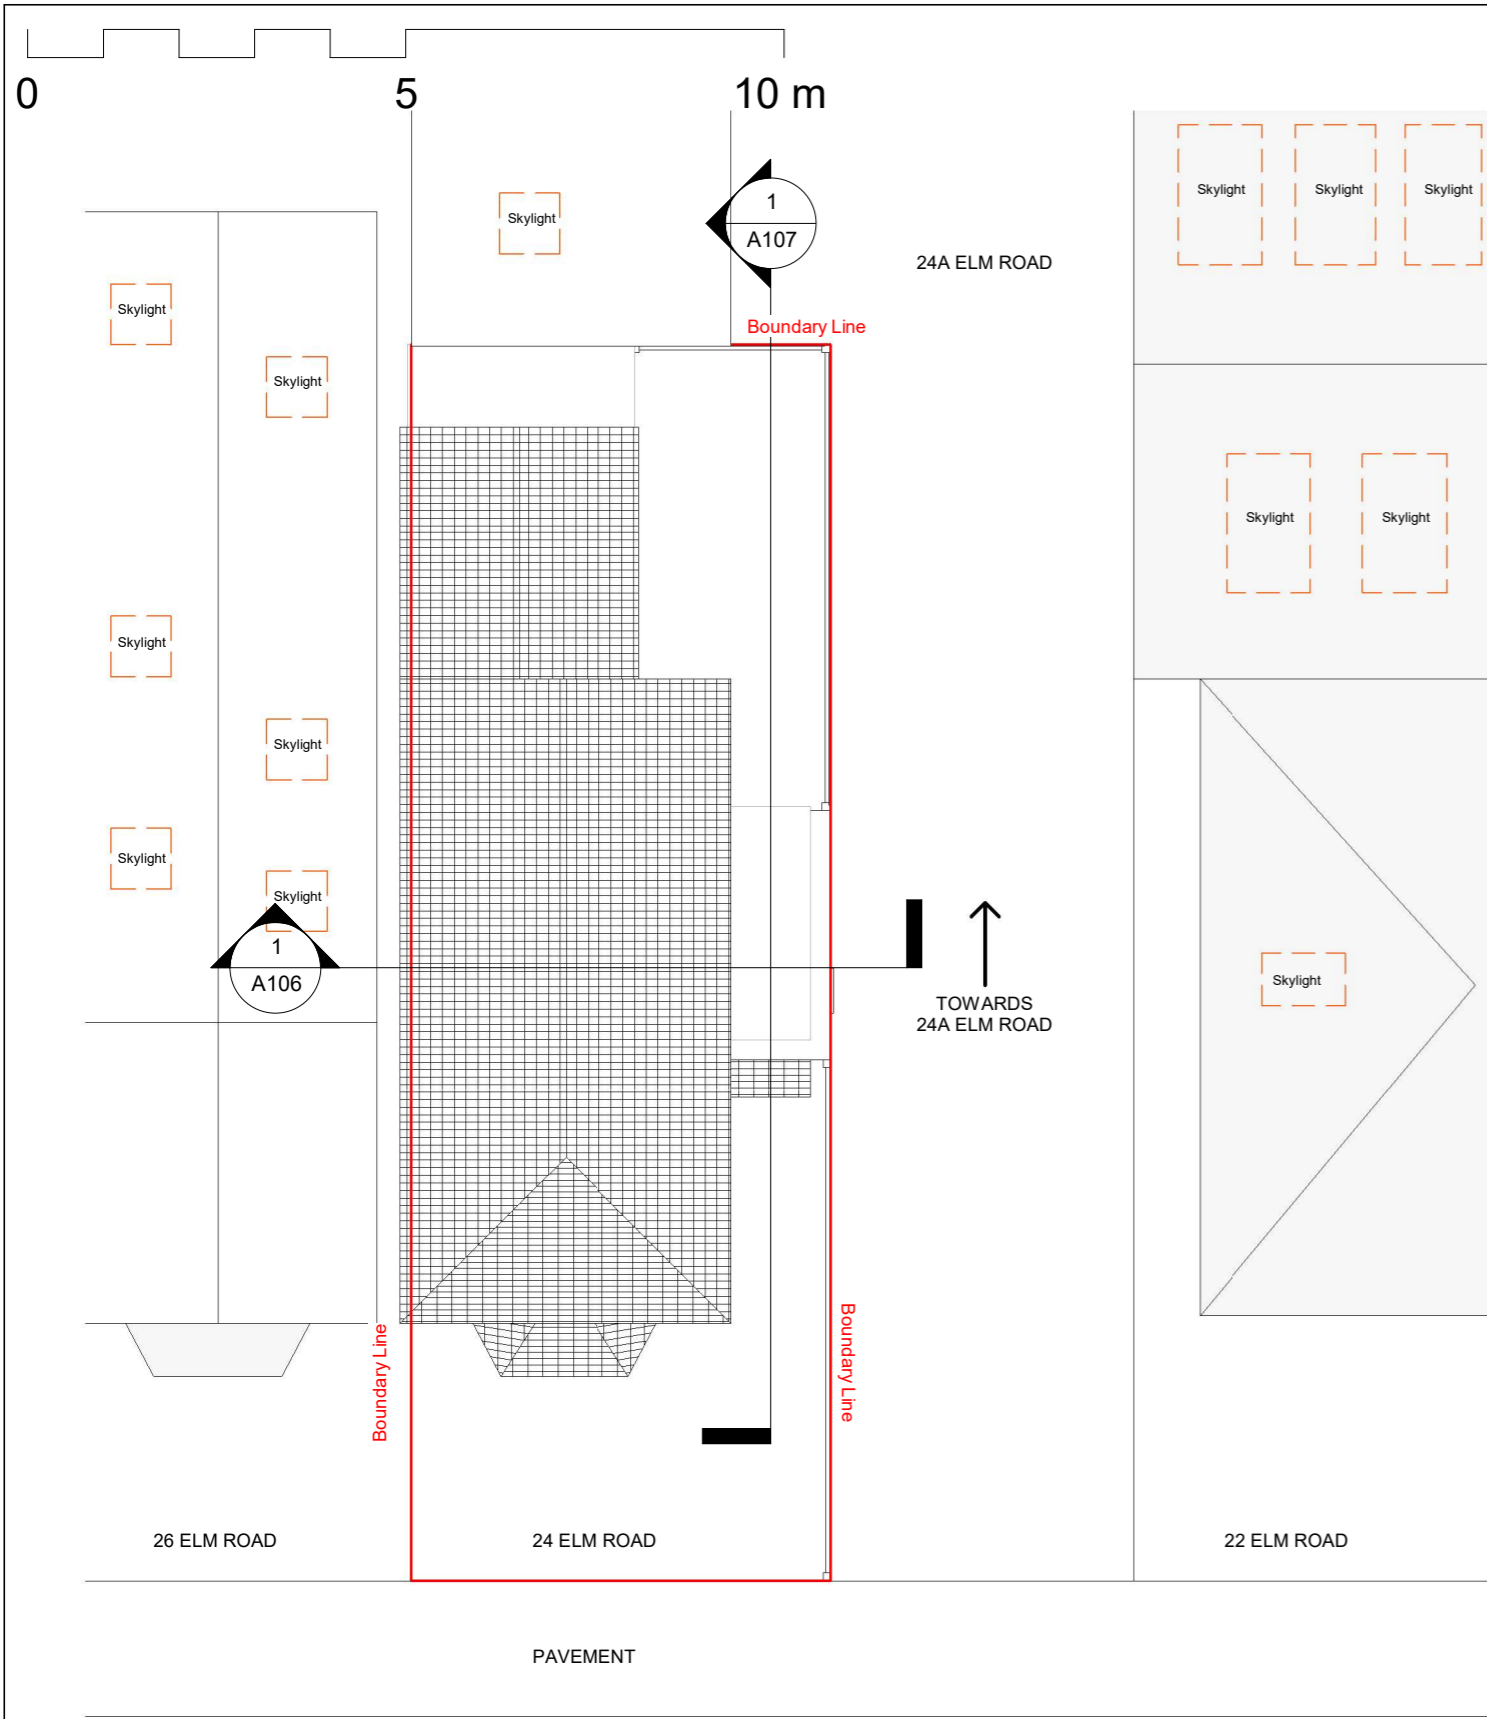 0 5 10 m
Skylight Skylight Skylight
Skylight
1
A107
24A ELM ROAD
Skylight
Boundary Line
Skylight
Skylight Skylight
Skylight
Skylight
Skylight
Skylight
1
A106
Skylight
TOWARDS
24A ELM ROAD
Boundary Line
Boundary Line
26 ELM ROAD
24 ELM ROAD
22 ELM ROAD
PAVEMENT